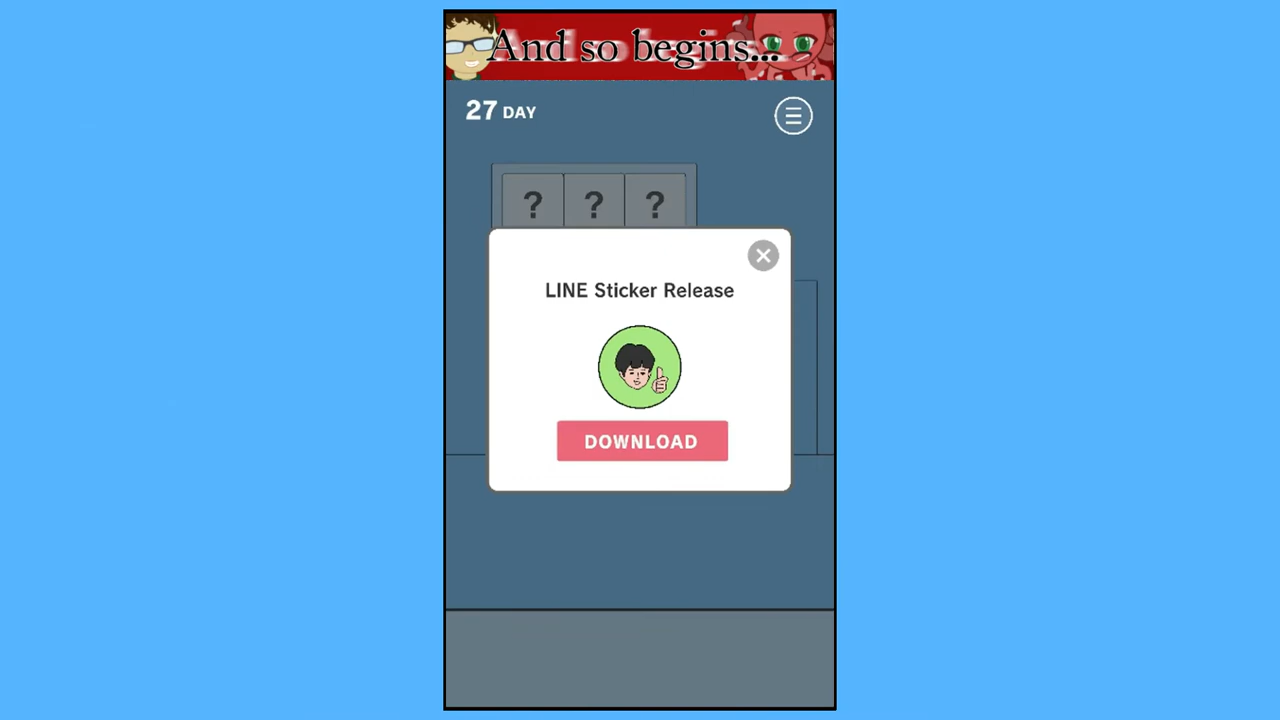 And so begins...
27 DAY
? ? ?
LINE Sticker Release
DOWNLOAD